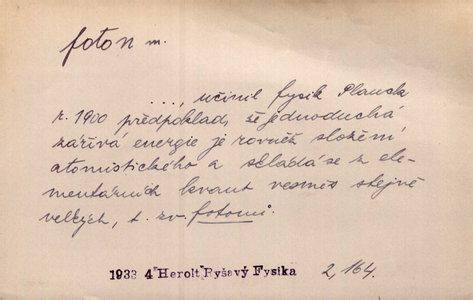 foton m.
..., učinil fysik Planck
r. 1900 předpoklad, že jednoduchá
zářivá energie je rovněž složení
atomistického a skládá se z ele-
mentárních kvant vesměs stejně
velkých, t. zv. fotonů.
1933 4"Herolt"Ryšavý Fysika 2, 164.